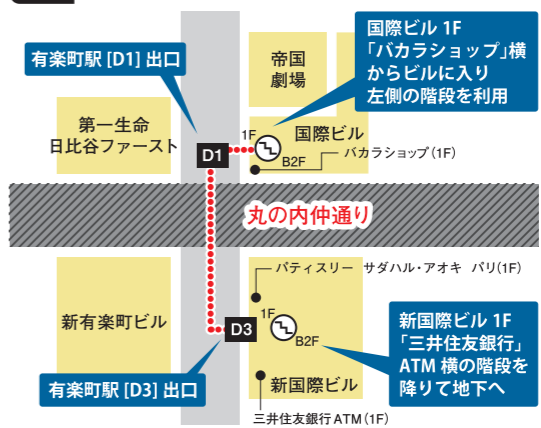 有楽町駅 [D1] 出口
帝国
劇場
国際ビル 1F
「バカラショップ」横
からビルに入り
左側の階段を利用
第一生命
日比谷ファースト
D1
1F
国際ビル
B2F
バカラショップ(1F)
丸の内仲通り
パティスリー サダハル・アオキ パリ(1F)
新有楽町ビル
D3
1F
B2F
新国際ビル 1F
「三井住友銀行」
ATM 横の階段を
降りて地下へ
有楽町駅 [D3] 出口
新国際ビル
三井住友銀行ATM(1F)